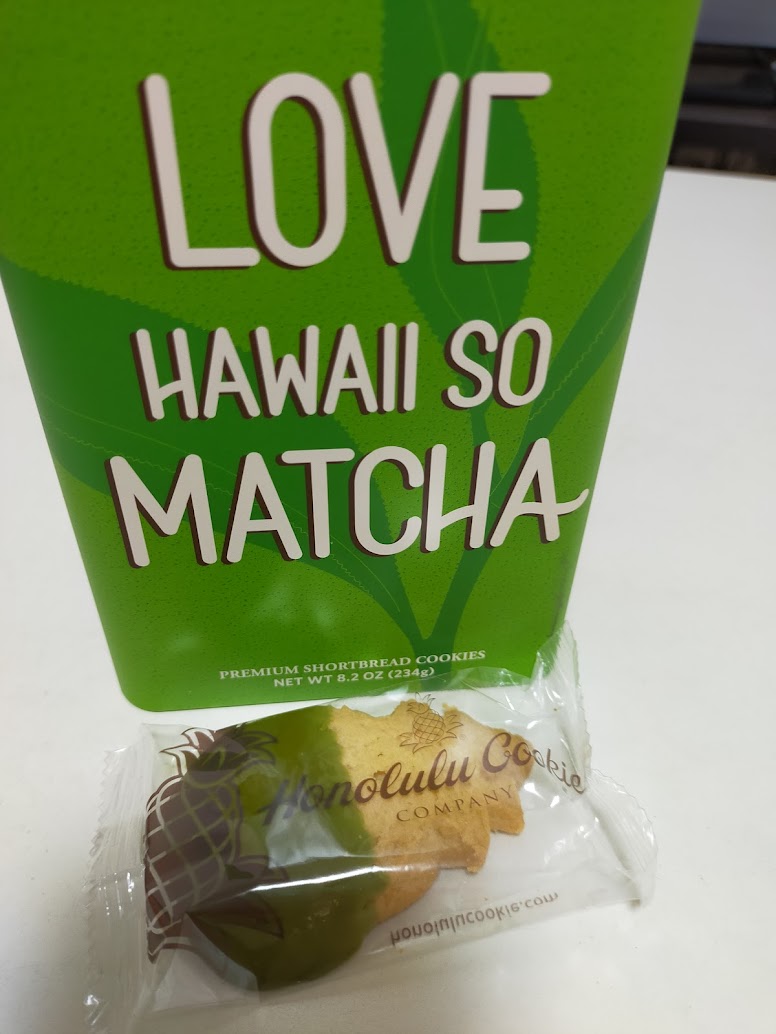 LOVE
HAWAII SO
MATCHA
PREMIUM SHORTBREAD COOKIES
NET WT 8.2 OZ (234g)
Honolulu Cookie
COMPANY
honolulucookie.com